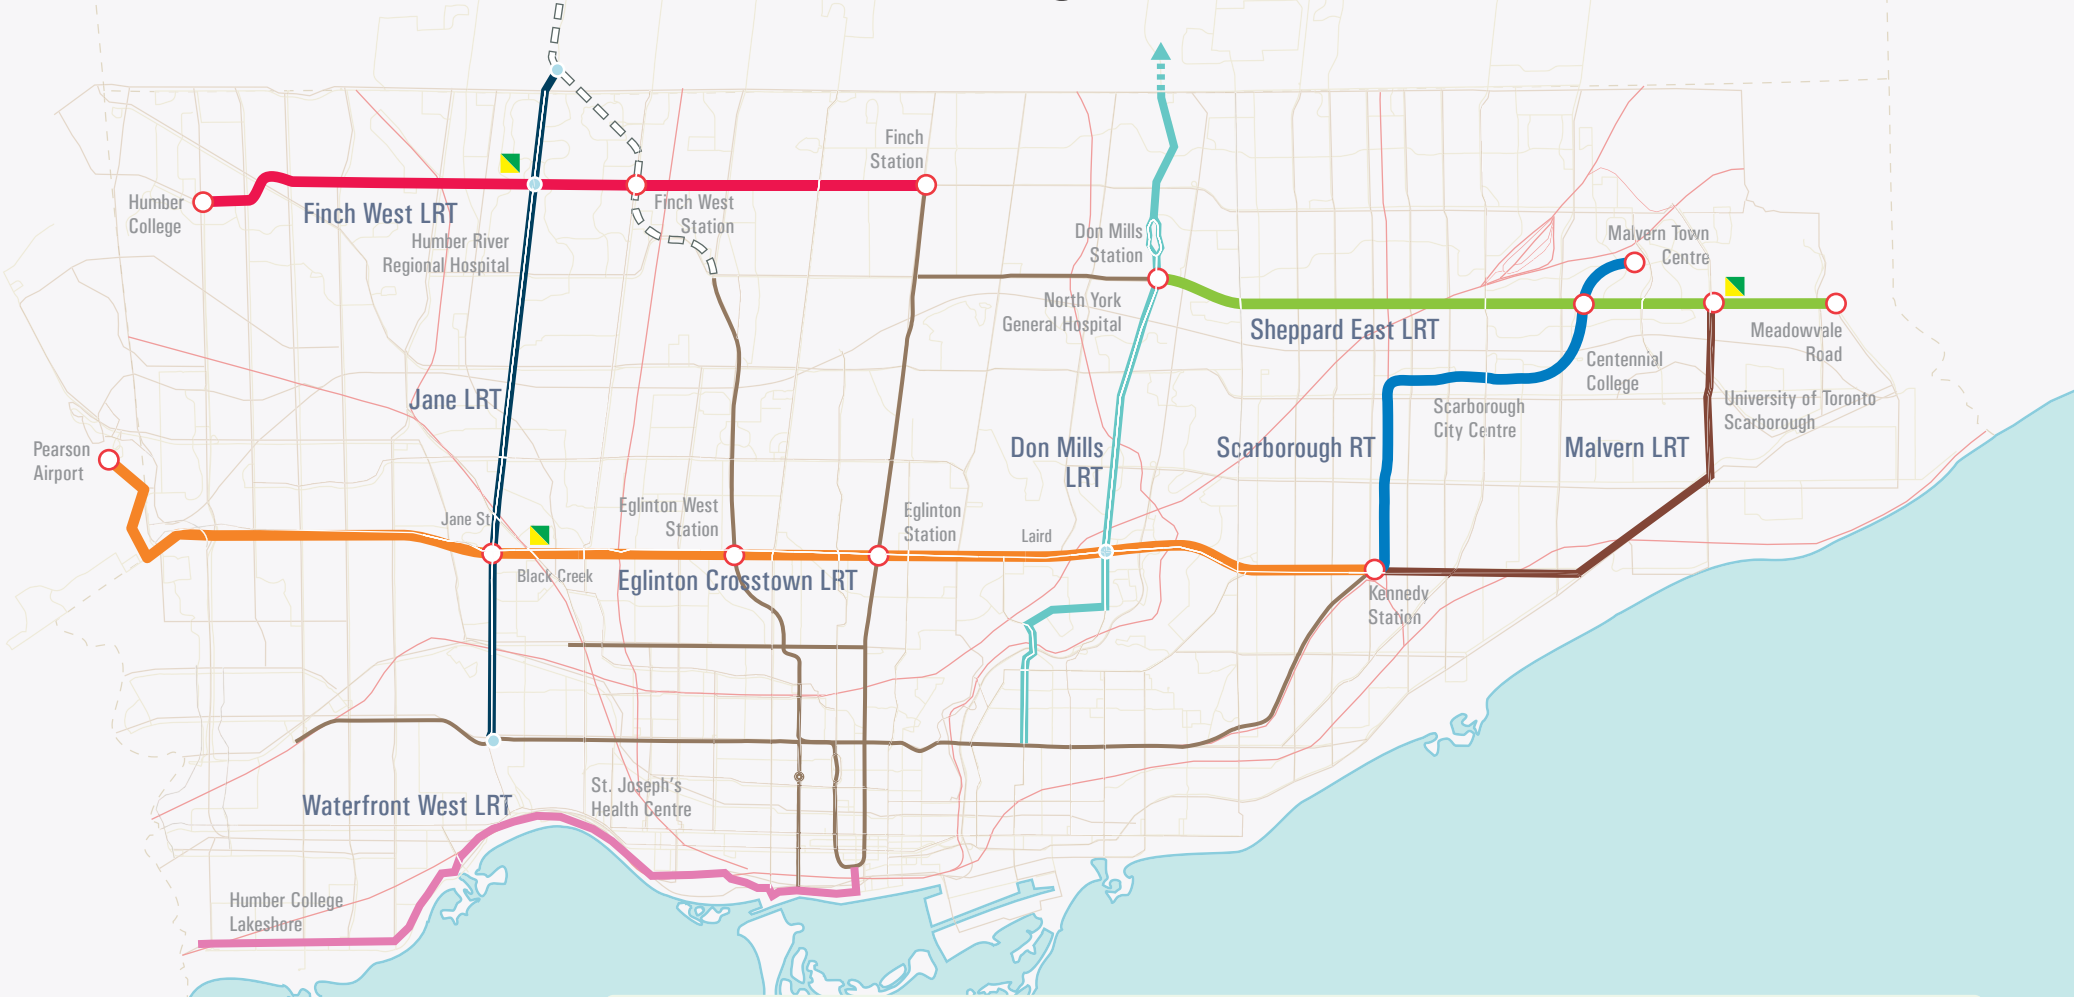 Finch
Station
Humber
College
Finch West LRT
Finch West
Station
Humber River
Regional Hospital
Don Mills
Station
Malvern Town
Centre
North York
General Hospital
Sheppard East LRT
Meadowvale
Road
Centennial
College
Jane LRT
Scarborough
City Centre
University of Toronto
Scarborough
Pearson
Airport
Don Mills
LRT
Scarborough RT
Malvern LRT
Jane St
Eglinton West
Station
Eglinton
Station
Laird
Black Creek
Eglinton Crosstown LRT
Kennedy
Station
Waterfront West LRT
St. Joseph's
Health Centre
Humber College
Lakeshore